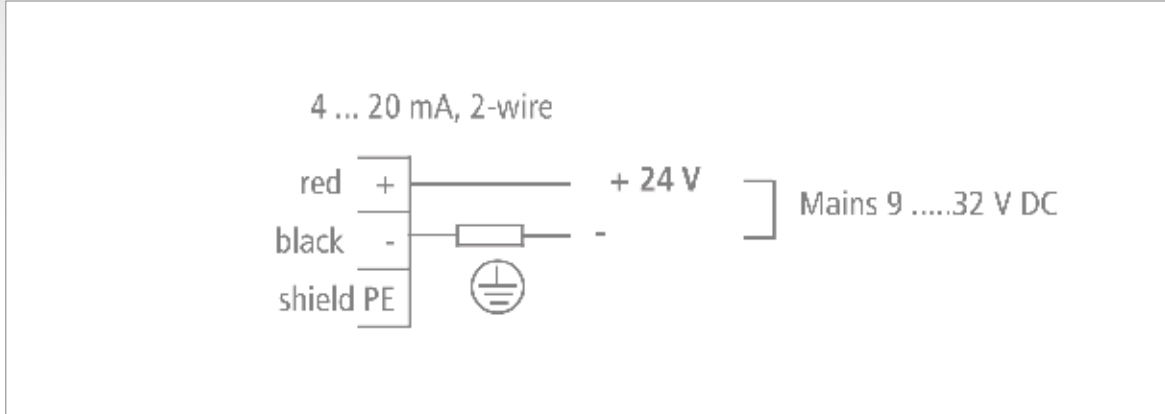 4 ... 20 mA, 2-wire
red + + 24 V
Mains 9 .....32 V DC
black - -
shield PE